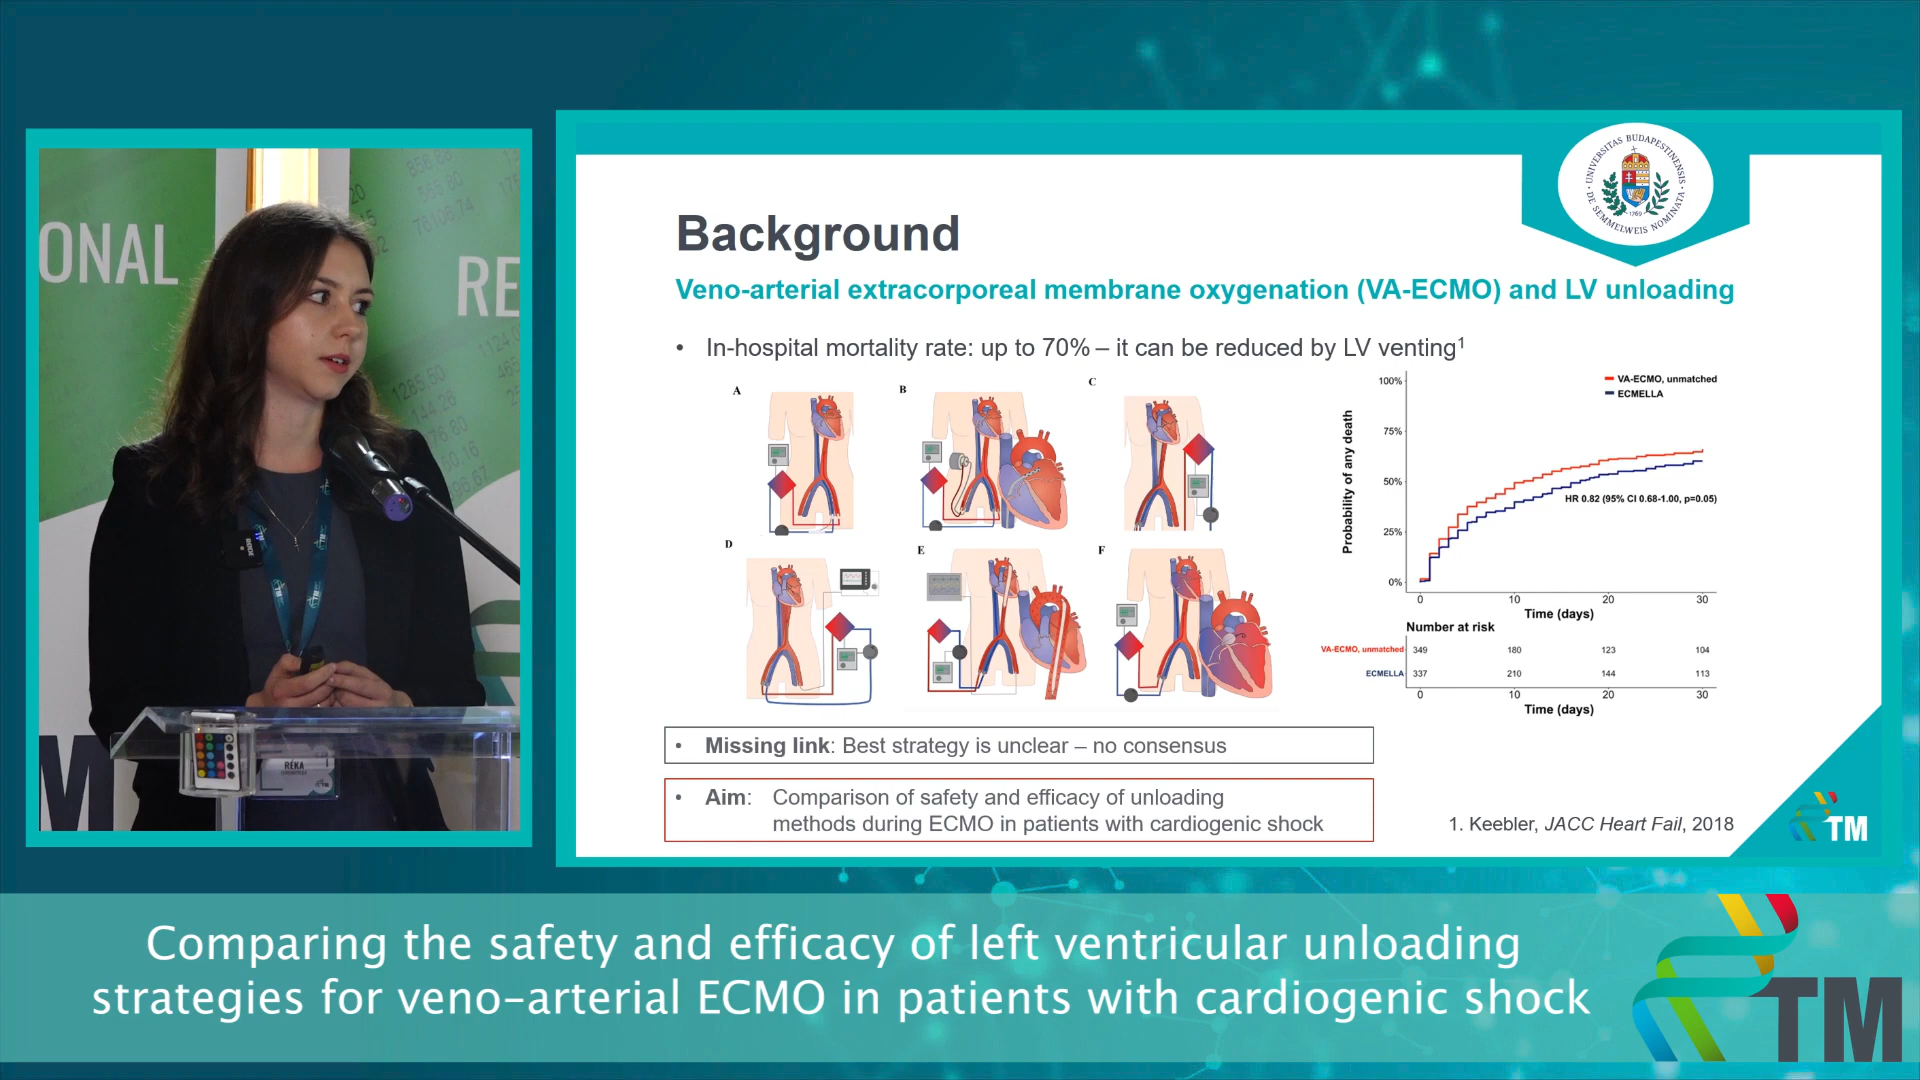 ONAL
RE
RÉKA
TM
UNIVERSITAS BUDAPESTINENSIS
DE SEMMELWEIS NOMINATA
1769
Background
Veno-arterial extracorporeal membrane oxygenation (VA-ECMO) and LV unloading
• In-hospital mortality rate: up to 70% – it can be reduced by LV venting¹
A
B
C
D
E
F
VA-ECMO, unmatched
ECMELLA
Probability of any death
100%
75%
50%
25%
0%
HR 0.82 (95% CI 0.68-1.00, p=0.05)
0 10 20 30
Time (days)
Number at risk
VA-ECMO, unmatched 349 180 123 104
ECMELLA 337 210 144 113
0 10 20 30
Time (days)
• Missing link: Best strategy is unclear – no consensus
• Aim: Comparison of safety and efficacy of unloading
methods during ECMO in patients with cardiogenic shock
1. Keebler, JACC Heart Fail, 2018
TM
Comparing the safety and efficacy of left ventricular unloading
strategies for veno-arterial ECMO in patients with cardiogenic shock
TM